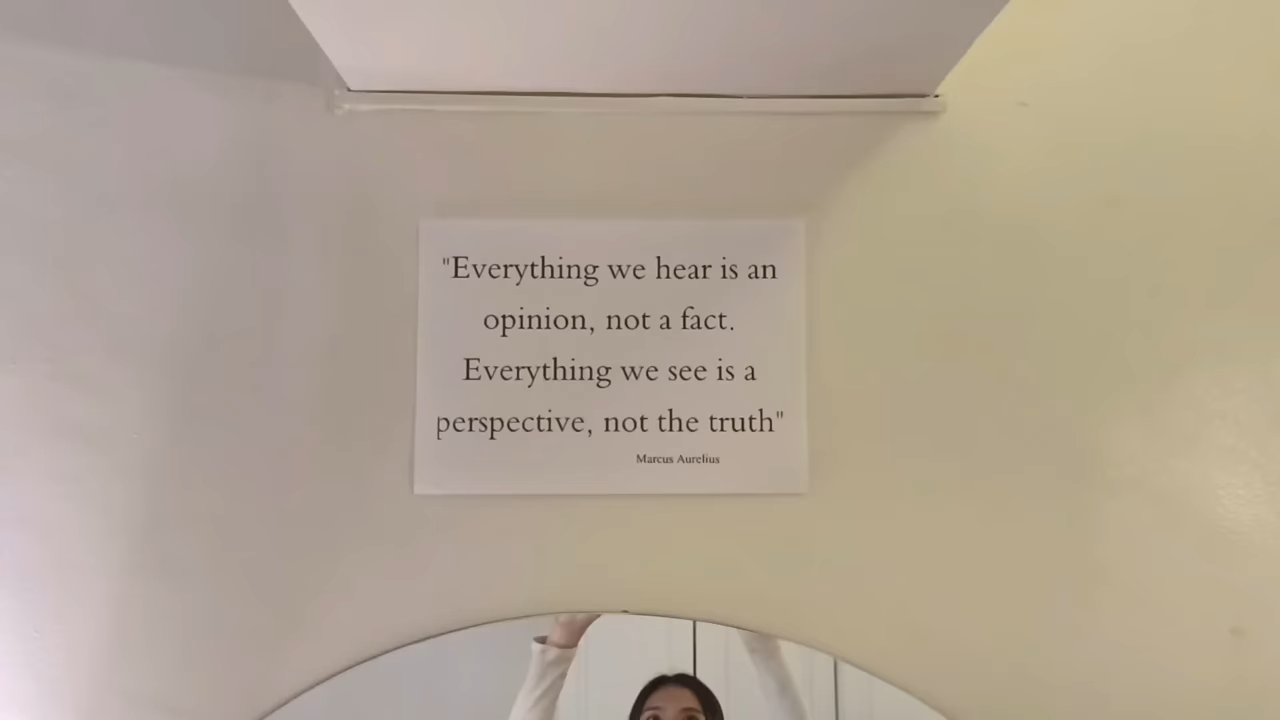 "Everything we hear is an
opinion, not a fact.
Everything we see is a
perspective, not the truth"
Marcus Aurelius